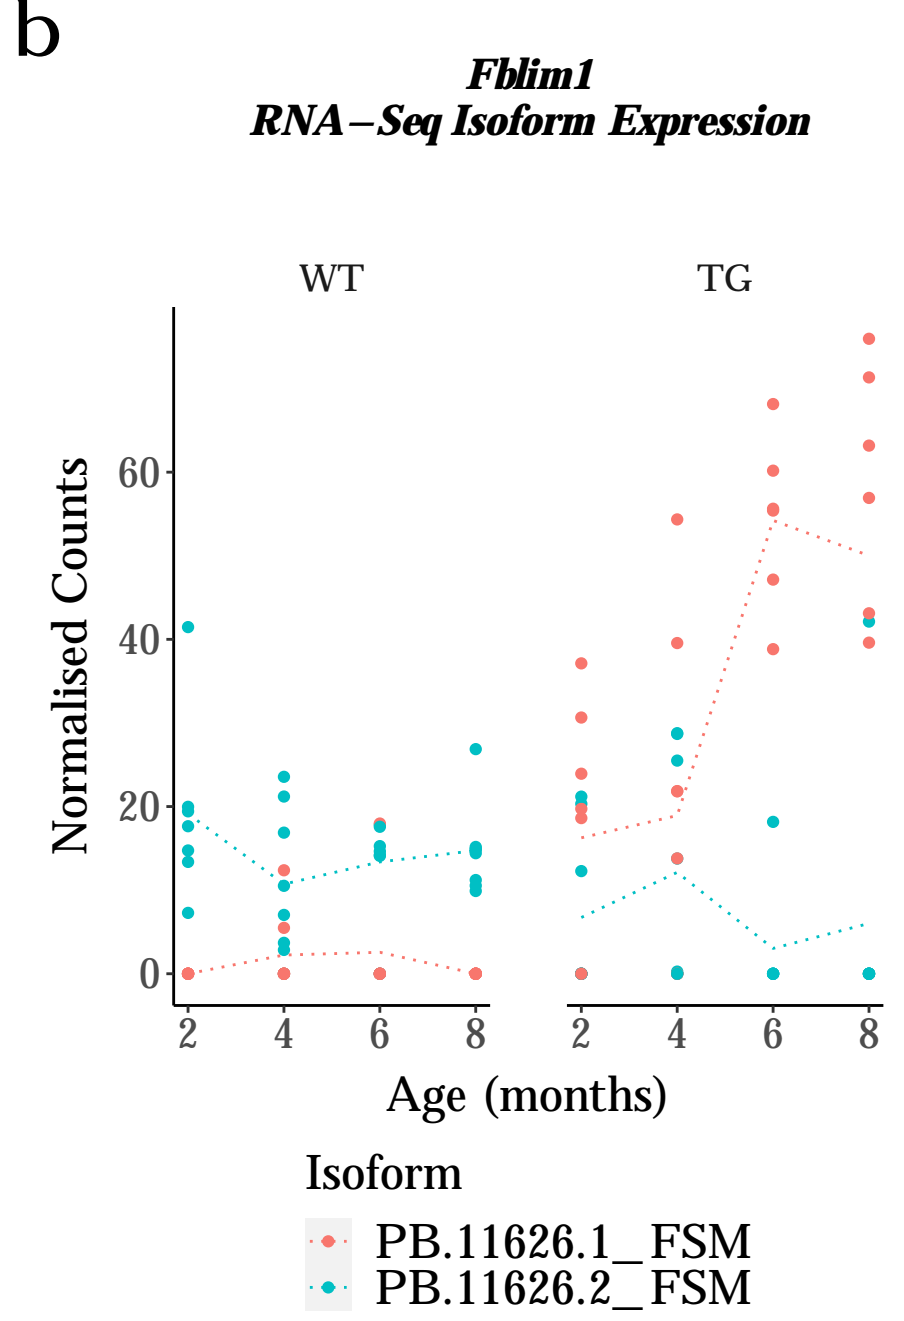 b
Fblim1
RNA−Seq Isoform Expression
WT TG
Normalised Counts
60
40
20
0
2 4 6 8 2 4 6 8
Age (months)
Isoform
PB.11626.1_FSM
PB.11626.2_FSM